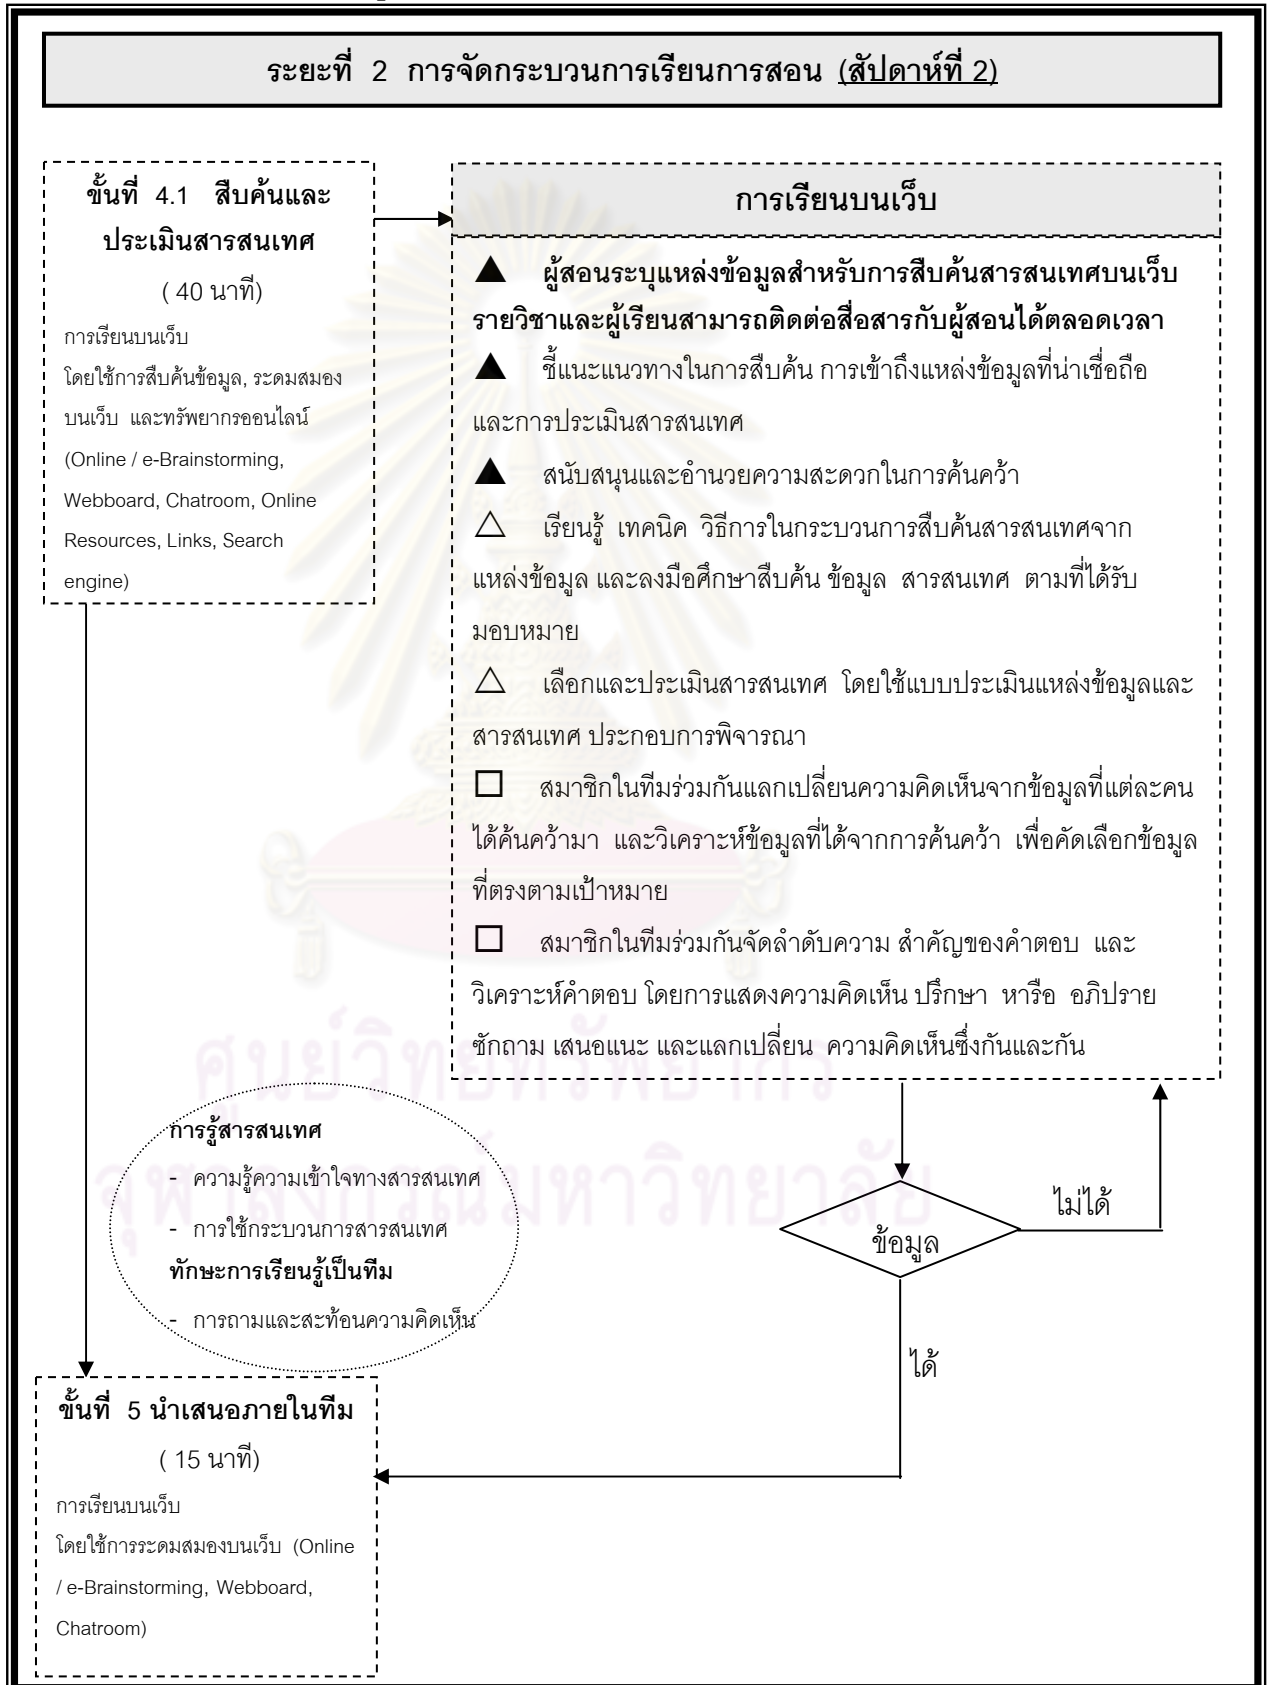 ระยะที่ 2 การจัดกระบวนการเรียนการสอน (สัปดาห์ที่ 2)
ขั้นที่ 4.1 สืบค้นและ
ประเมินสารสนเทศ
( 40 นาที)
การเรียนบนเว็บ
โดยใช้การสืบค้นข้อมูล, ระดมสมอง
บนเว็บ และทรัพยากรออนไลน์
(Online / e-Brainstorming,
Webboard, Chatroom, Online
Resources, Links, Search
engine)
การเรียนบนเว็บ
▲ ผู้สอนระบุแหล่งข้อมูลสำหรับการสืบค้นสารสนเทศบนเว็บ
รายวิชาและผู้เรียนสามารถติดต่อสื่อสารกับผู้สอนได้ตลอดเวลา
▲ ชี้แนะแนวทางในการสืบค้น การเข้าถึงแหล่งข้อมูลที่น่าเชื่อถือ
และการประเมินสารสนเทศ
▲ สนับสนุนและอำนวยความสะดวกในการค้นคว้า
△ เรียนรู้ เทคนิค วิธีการในกระบวนการสืบค้นสารสนเทศจาก
แหล่งข้อมูล และลงมือศึกษาสืบค้น ข้อมูล สารสนเทศ ตามที่ได้รับ
มอบหมาย
△ เลือกและประเมินสารสนเทศ โดยใช้แบบประเมินแหล่งข้อมูลและ
สารสนเทศ ประกอบการพิจารณา
☐ สมาชิกในทีมร่วมกันแลกเปลี่ยนความคิดเห็นจากข้อมูลที่แต่ละคน
ได้ค้นคว้ามา และวิเคราะห์ข้อมูลที่ได้จากการค้นคว้า เพื่อคัดเลือกข้อมูล
ที่ตรงตามเป้าหมาย
☐ สมาชิกในทีมร่วมกันจัดลำดับความ สำคัญของคำตอบ และ
วิเคราะห์คำตอบ โดยการแสดงความคิดเห็น ปรึกษา หารือ อภิปราย
ซักถาม เสนอแนะ และแลกเปลี่ยน ความคิดเห็นซึ่งกันและกัน
ศูนย์วิทยทรัพยากร
จุฬาลงกรณ์มหาวิทยาลัย
การรู้สารสนเทศ
- ความรู้ความเข้าใจทางสารสนเทศ
- การใช้กระบวนการสารสนเทศ
ทักษะการเรียนรู้เป็นทีม
- การถามและสะท้อนความคิดเห็น
ข้อมูล
ไม่ได้
ได้
ขั้นที่ 5 นำเสนอภายในทีม
( 15 นาที)
การเรียนบนเว็บ
โดยใช้การระดมสมองบนเว็บ (Online
/ e-Brainstorming, Webboard,
Chatroom)